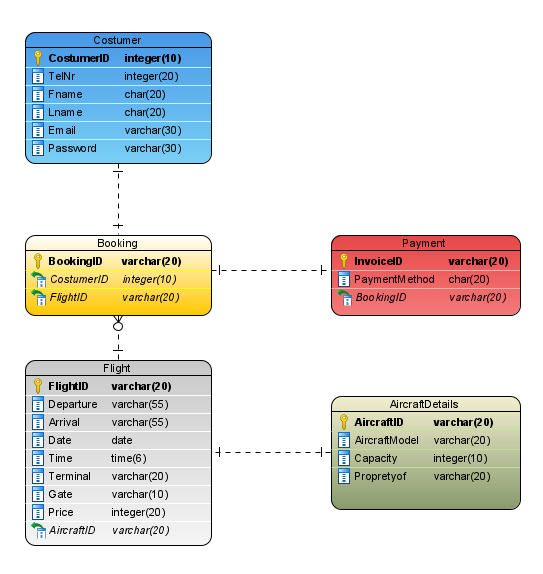 Costumer
CostumerID integer(10)
TelNr integer(20)
Fname char(20)
Lname char(20)
Email varchar(30)
Password varchar(30)
Booking
BookingID varchar(20)
CostumerID integer(10)
FlightID varchar(20)
Payment
InvoiceID varchar(20)
PaymentMethod char(20)
BookingID varchar(20)
Flight
FlightID varchar(20)
Departure varchar(55)
Arrival varchar(55)
Date date
Time time(6)
Terminal varchar(20)
Gate varchar(10)
Price integer(20)
AircraftID varchar(20)
AircraftDetails
AircraftID varchar(20)
AircraftModel varchar(20)
Capacity integer(10)
Propretyof varchar(20)